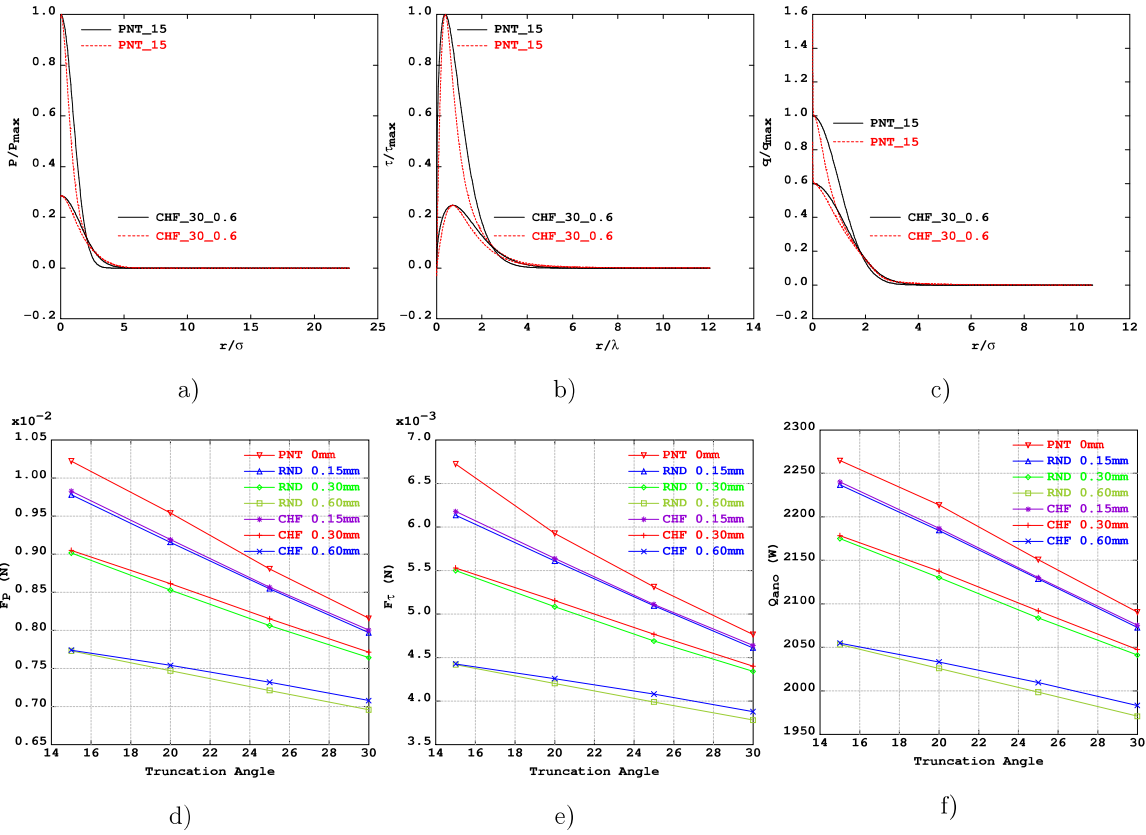 P/Pmax
1.0
0.8
0.6
0.4
0.2
0.0
−0.2
0
5
10
15
20
25
r/σ
PNT_15
PNT_15
CHF_30_0.6
CHF_30_0.6
a)
τ/τmax
1.0
0.8
0.6
0.4
0.2
0.0
−0.2
0
2
4
6
8
10
12
14
r/λ
PNT_15
PNT_15
CHF_30_0.6
CHF_30_0.6
b)
q/qmax
1.6
1.4
1.2
1.0
0.8
0.6
0.4
0.2
0.0
−0.2
0
2
4
6
8
10
12
r/σ
PNT_15
PNT_15
CHF_30_0.6
CHF_30_0.6
c)
x10⁻²
FP (N)
1.05
1.00
0.95
0.90
0.85
0.80
0.75
0.70
0.65
14
16
18
20
22
24
26
28
30
Truncation Angle
PNT 0mm
RND 0.15mm
RND 0.30mm
RND 0.60mm
CHF 0.15mm
CHF 0.30mm
CHF 0.60mm
d)
x10⁻³
Fτ (N)
7.0
6.5
6.0
5.5
5.0
4.5
4.0
3.5
14
16
18
20
22
24
26
28
30
Truncation Angle
PNT 0mm
RND 0.15mm
RND 0.30mm
RND 0.60mm
CHF 0.15mm
CHF 0.30mm
CHF 0.60mm
e)
Qano (W)
2300
2250
2200
2150
2100
2050
2000
1950
14
16
18
20
22
24
26
28
30
Truncation Angle
PNT 0mm
RND 0.15mm
RND 0.30mm
RND 0.60mm
CHF 0.15mm
CHF 0.30mm
CHF 0.60mm
f)